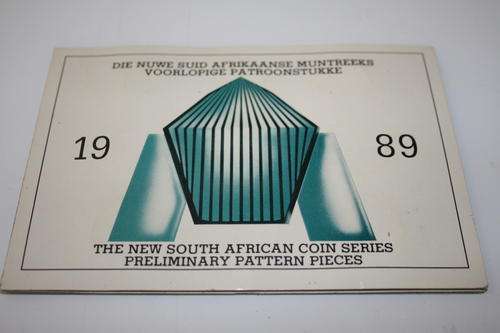 DIE NUWE SUID AFRIKAANSE MUNTREEKS
VOORLOPIGE PATROONSTUKKE
19 89
THE NEW SOUTH AFRICAN COIN SERIES
PRELIMINARY PATTERN PIECES